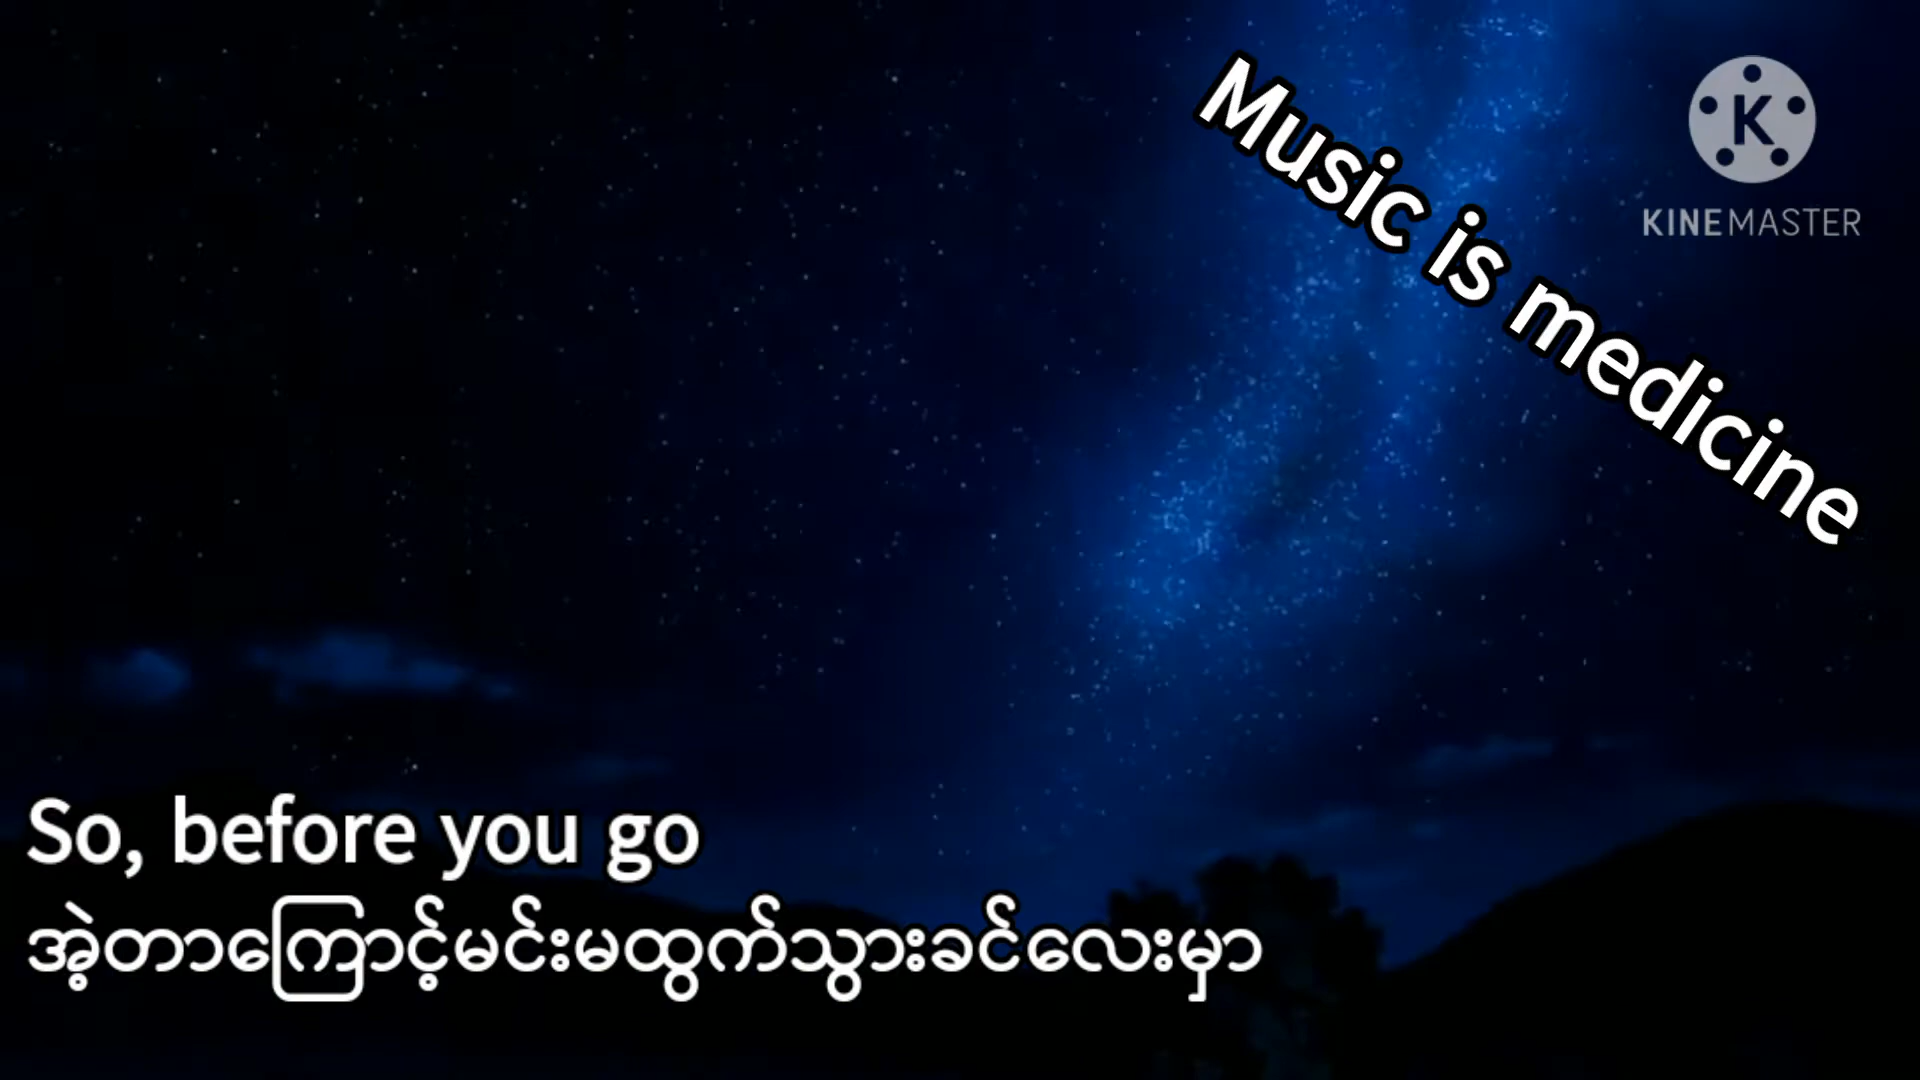 Music is medicine
K
KINEMASTER
So, before you go
အဲ့တာကြောင့်မင်းမထွက်သွားခင်လေးမှာ